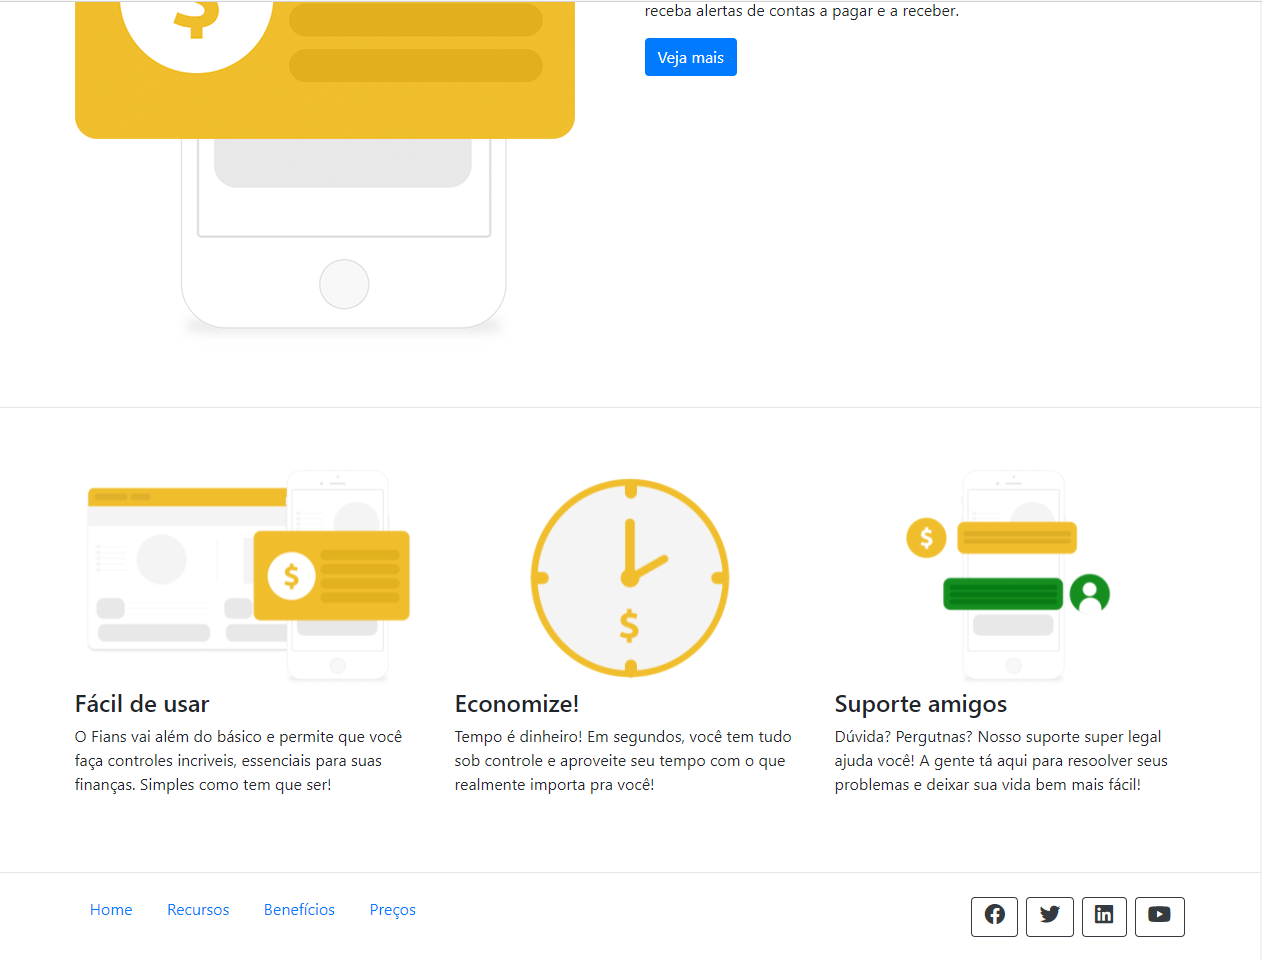 receba alertas de contas a pagar e a receber.
Veja mais
$
$
$
$
Fácil de usar
O Fians vai além do básico e permite que você
faça controles incriveis, essenciais para suas
finanças. Simples como tem que ser!
Economize!
Tempo é dinheiro! Em segundos, você tem tudo
sob controle e aproveite seu tempo com o que
realmente importa pra você!
Suporte amigos
Dúvida? Pergutnas? Nosso suporte super legal
ajuda você! A gente tá aqui para resoolver seus
problemas e deixar sua vida bem mais fácil!
Home Recursos Benefícios Preços